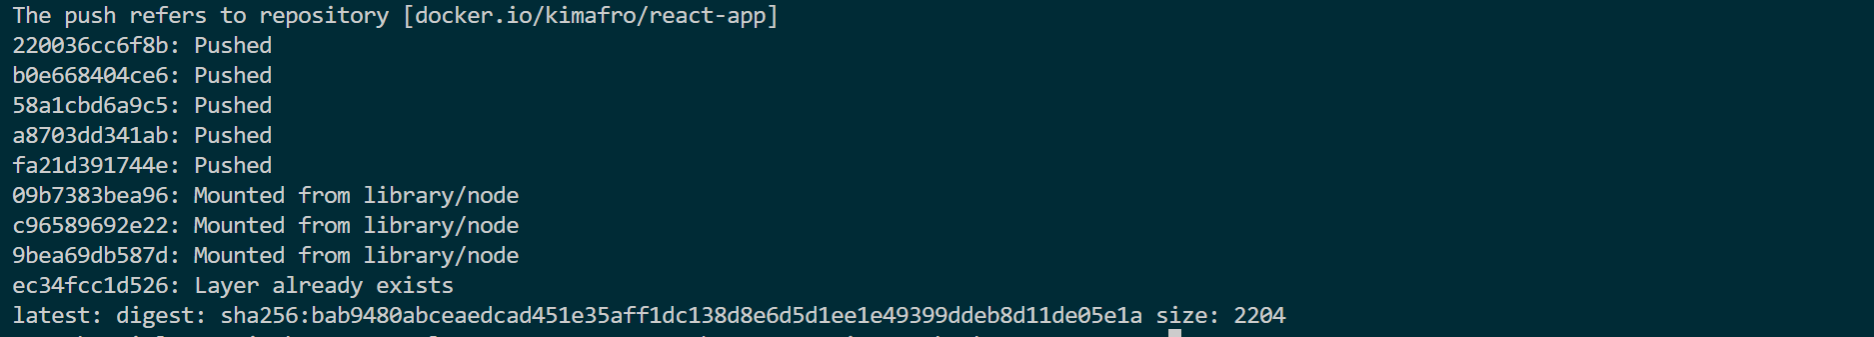 The push refers to repository [docker.io/kimafro/react-app]
220036cc6f8b: Pushed
b0e668404ce6: Pushed
58a1cbd6a9c5: Pushed
a8703dd341ab: Pushed
fa21d391744e: Pushed
09b7383bea96: Mounted from library/node
c96589692e22: Mounted from library/node
9bea69db587d: Mounted from library/node
ec34fcc1d526: Layer already exists
latest: digest: sha256:bab9480abceaedcad451e35aff1dc138d8e6d5d1ee1e49399ddeb8d11de05e1a size: 2204